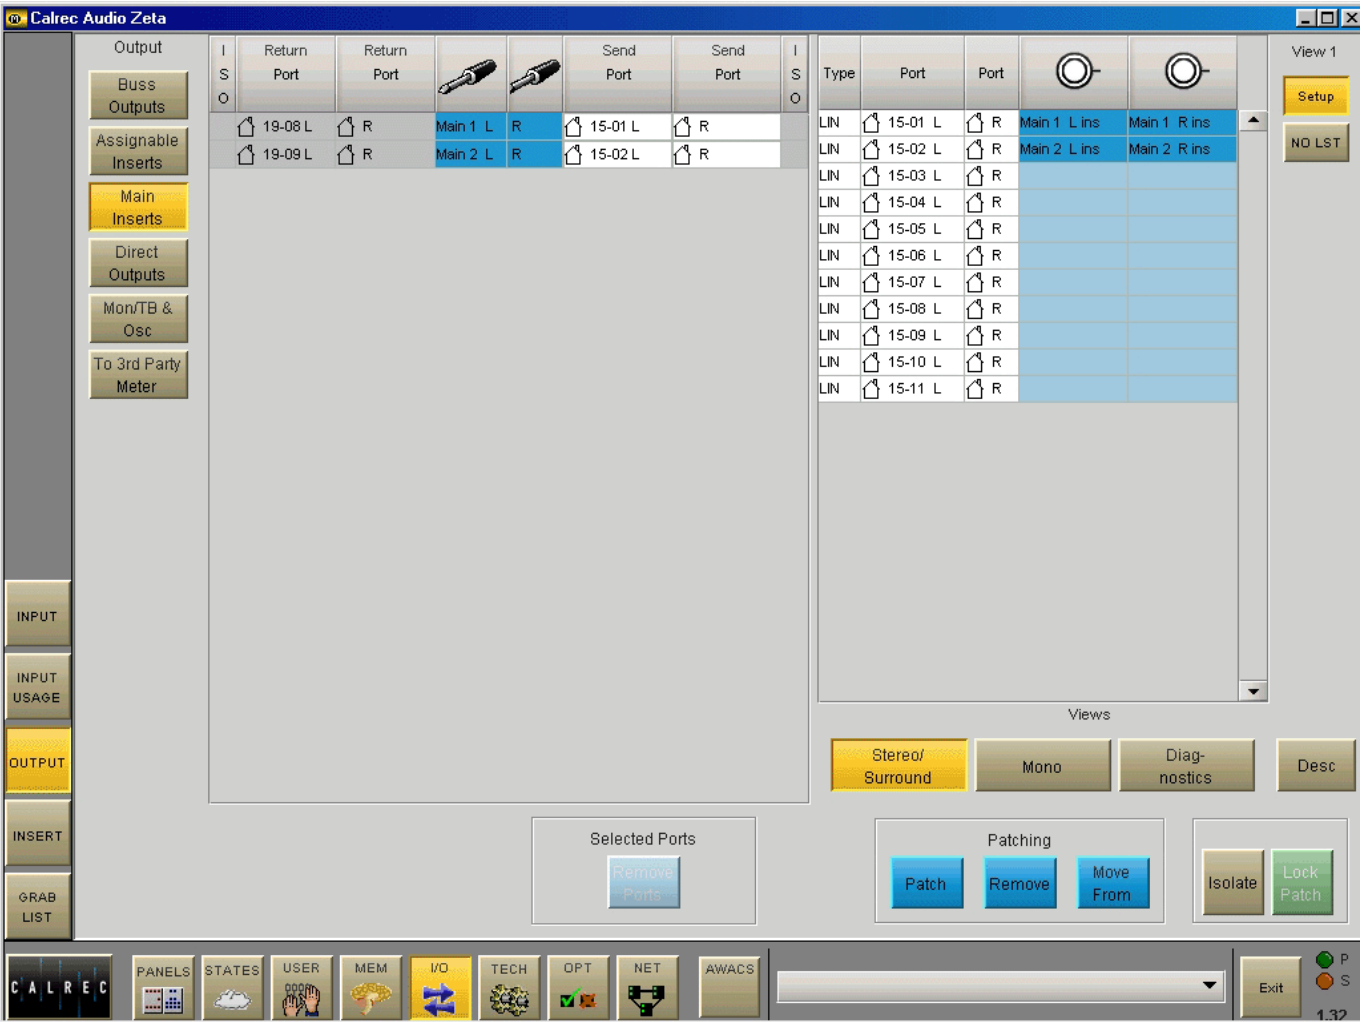 Calrec Audio Zeta
Output
Buss Outputs
Assignable Inserts
Main Inserts
Direct Outputs
Mon/TB & Osc
To 3rd Party Meter
INPUT
INPUT USAGE
OUTPUT
INSERT
GRAB LIST
I S O Return Port Return Port Send Port Send Port I S O
19-08 L R Main 1 L R 15-01 L R
19-09 L R Main 2 L R 15-02 L R
Type Port Port
LIN 15-01 L R Main 1 L ins Main 1 R ins
LIN 15-02 L R Main 2 L ins Main 2 R ins
LIN 15-03 L R
LIN 15-04 L R
LIN 15-05 L R
LIN 15-06 L R
LIN 15-07 L R
LIN 15-08 L R
LIN 15-09 L R
LIN 15-10 L R
LIN 15-11 L R
View 1
Setup
NO LST
Views
Stereo/ Surround
Mono
Diag- nostics
Desc
Selected Ports
Remove Ports
Patching
Patch
Remove
Move From
Isolate
Lock Patch
CALREC
PANELS
STATES
USER
MEM
I/O
TECH
OPT
NET
AWACS
Exit
P
S
1.32